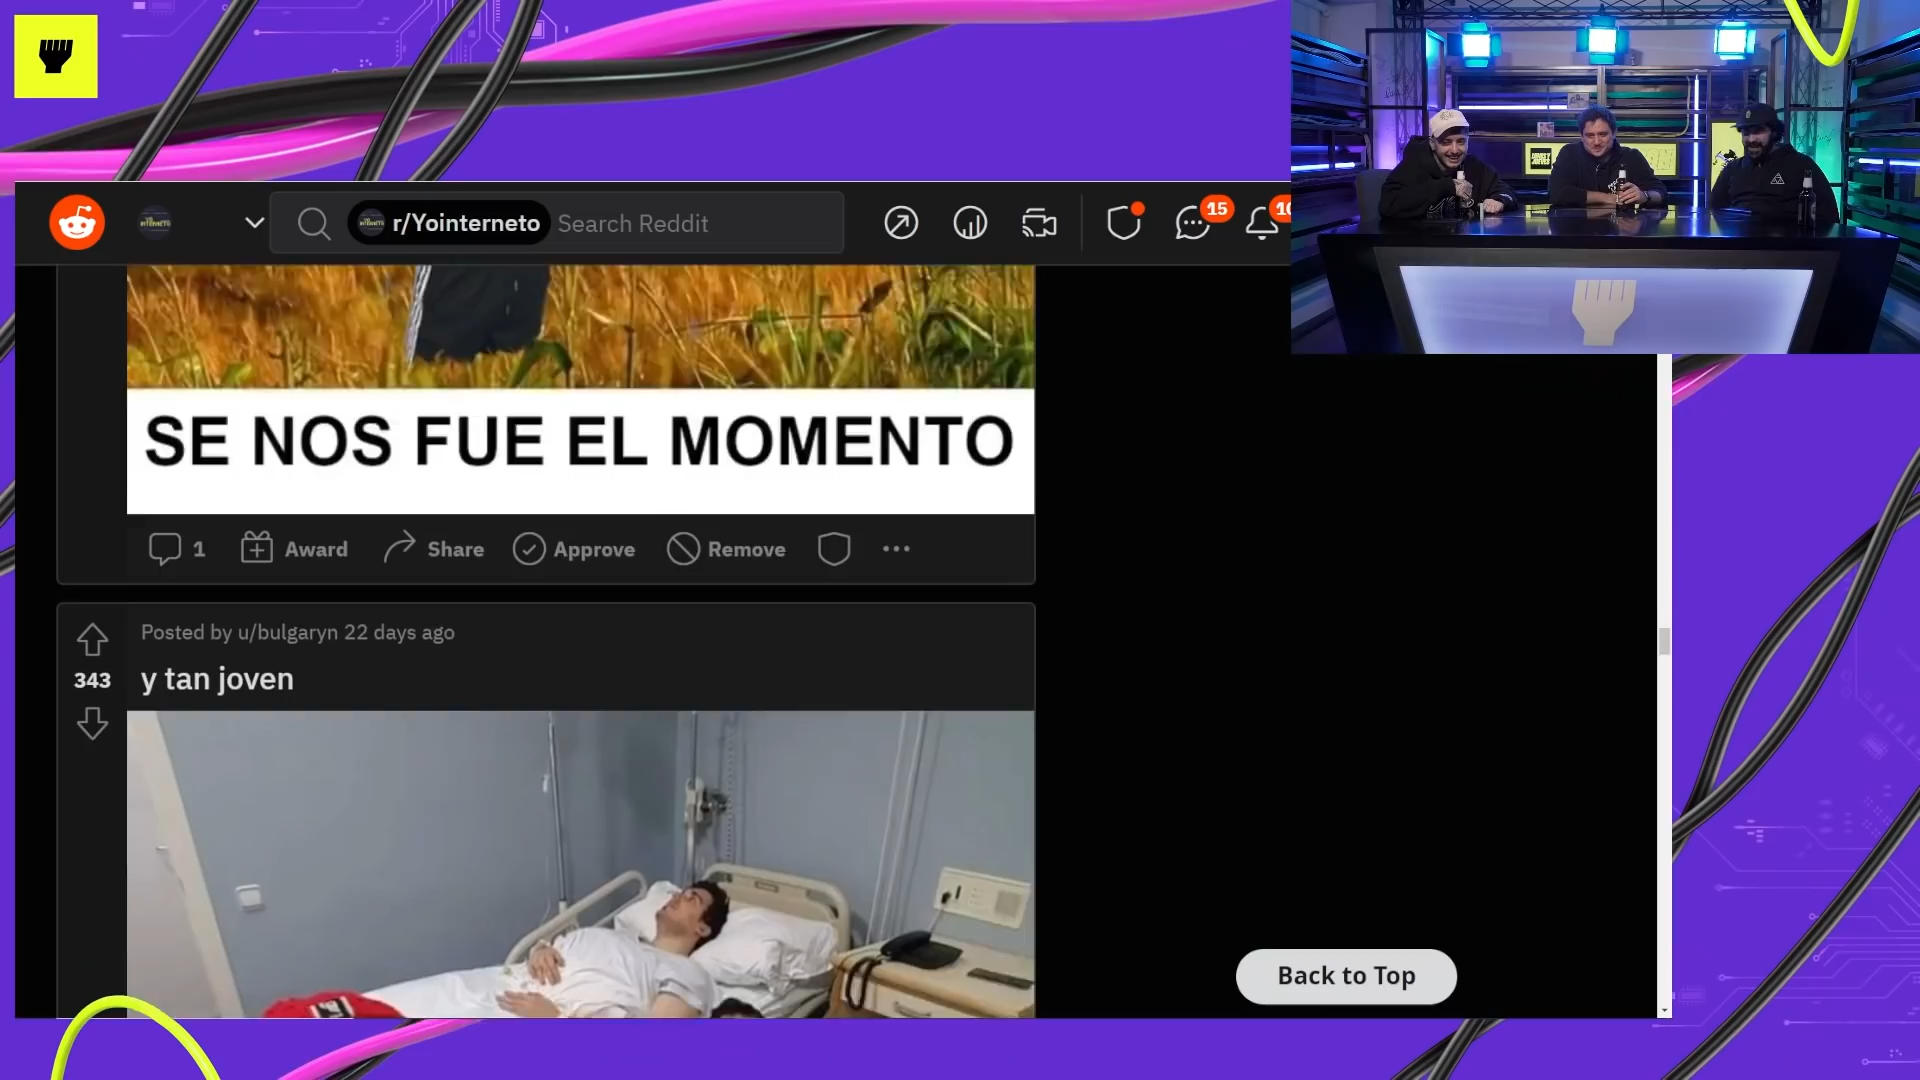 r/Yointerneto Search Reddit
15
SE NOS FUE EL MOMENTO
1 Award Share Approve Remove
Posted by u/bulgaryn 22 days ago
343
y tan joven
Back to Top